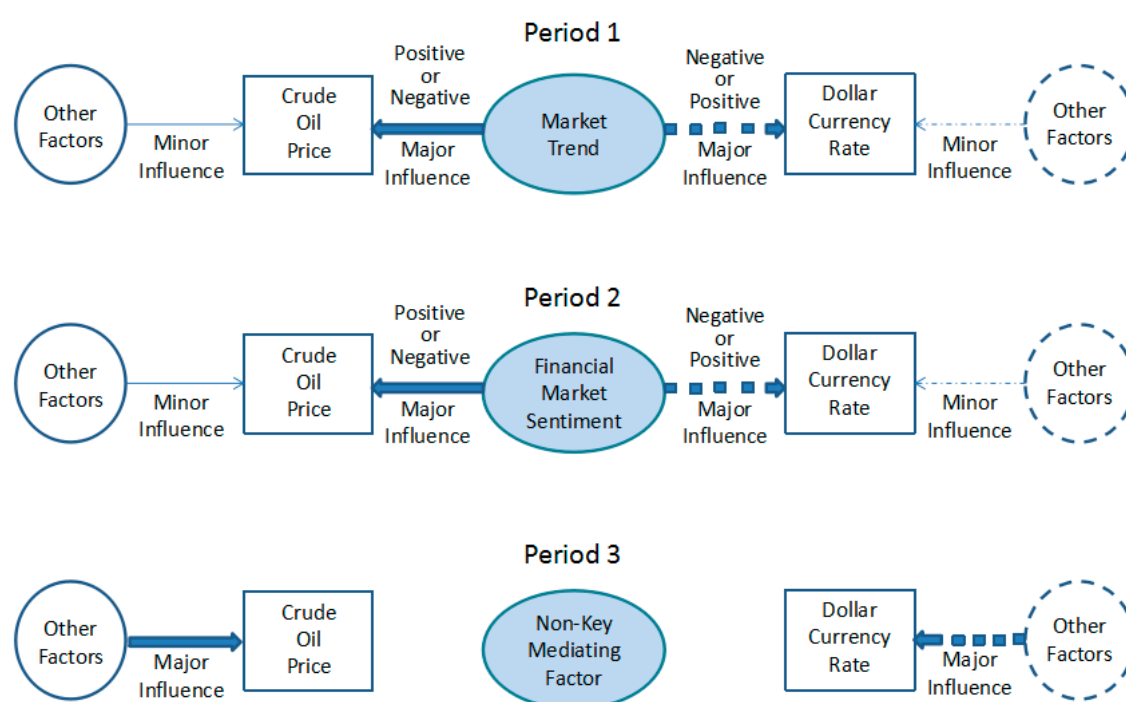 Period 1
Other
Factors
Minor
Influence
Crude
Oil
Price
Positive
or
Negative
Major
Influence
Market
Trend
Negative
or
Positive
Major
Influence
Dollar
Currency
Rate
Minor
Influence
Other
Factors
Period 2
Other
Factors
Minor
Influence
Crude
Oil
Price
Positive
or
Negative
Major
Influence
Financial
Market
Sentiment
Negative
or
Positive
Major
Influence
Dollar
Currency
Rate
Minor
Influence
Other
Factors
Period 3
Other
Factors
Major
Influence
Crude
Oil
Price
Non-Key
Mediating
Factor
Dollar
Currency
Rate
Major
Influence
Other
Factors